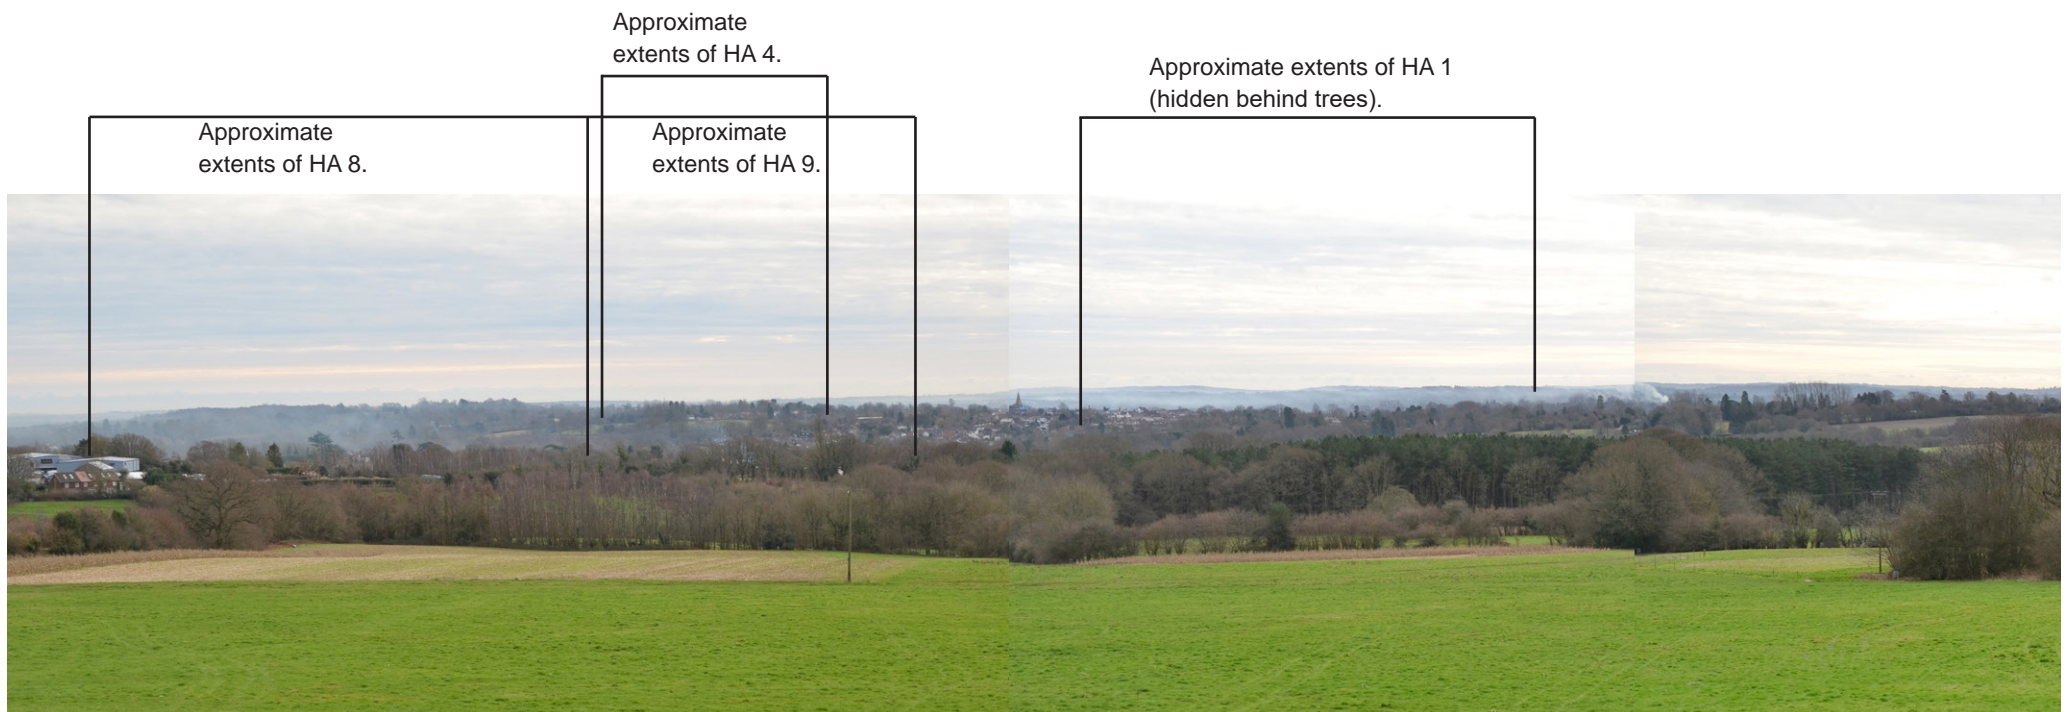 Approximate
extents of HA 4.
Approximate extents of HA 1
(hidden behind trees).
Approximate
extents of HA 8.
Approximate
extents of HA 9.